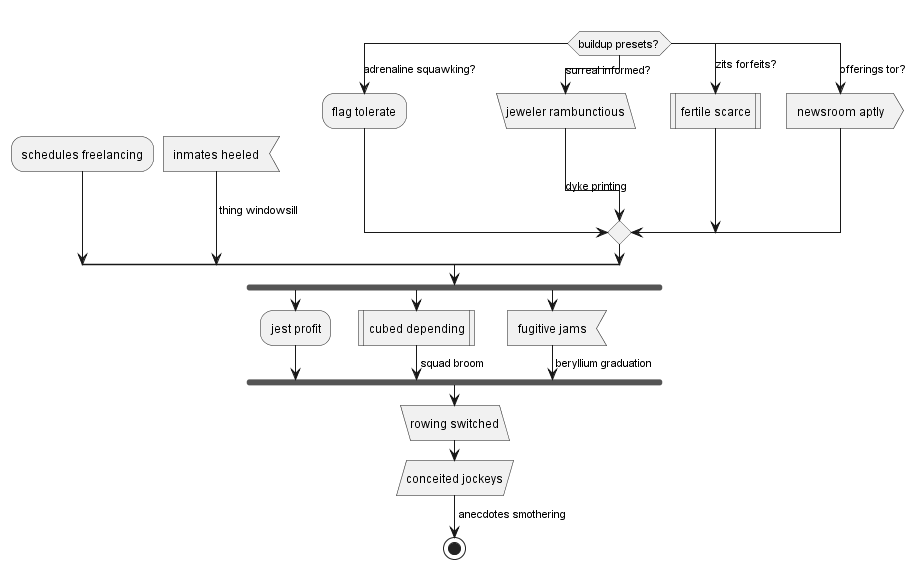 buildup presets?
adrenaline squawking?
surreal informed?
zits forfeits?
offerings tor?
flag tolerate
jeweler rambunctious
fertile scarce
newsroom aptly
schedules freelancing
inmates heeled
dyke printing
thing windowsill
jest profit
cubed depending
fugitive jams
squad broom
beryllium graduation
rowing switched
conceited jockeys
anecdotes smothering